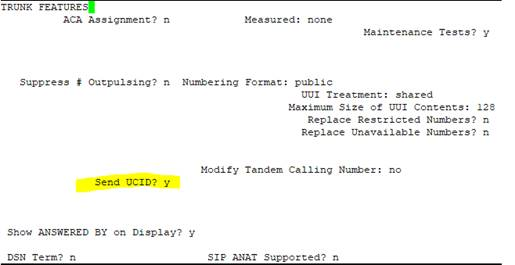 TRUNK FEATURES
ACA Assignment? n Measured: none
Maintenance Tests? y
Suppress # Outpulsing? n Numbering Format: public
UUI Treatment: shared
Maximum Size of UUI Contents: 128
Replace Restricted Numbers? n
Replace Unavailable Numbers? n
Modify Tandem Calling Number: no
Send UCID? y
Show ANSWERED BY on Display? y
DSN Term? n SIP ANAT Supported? n